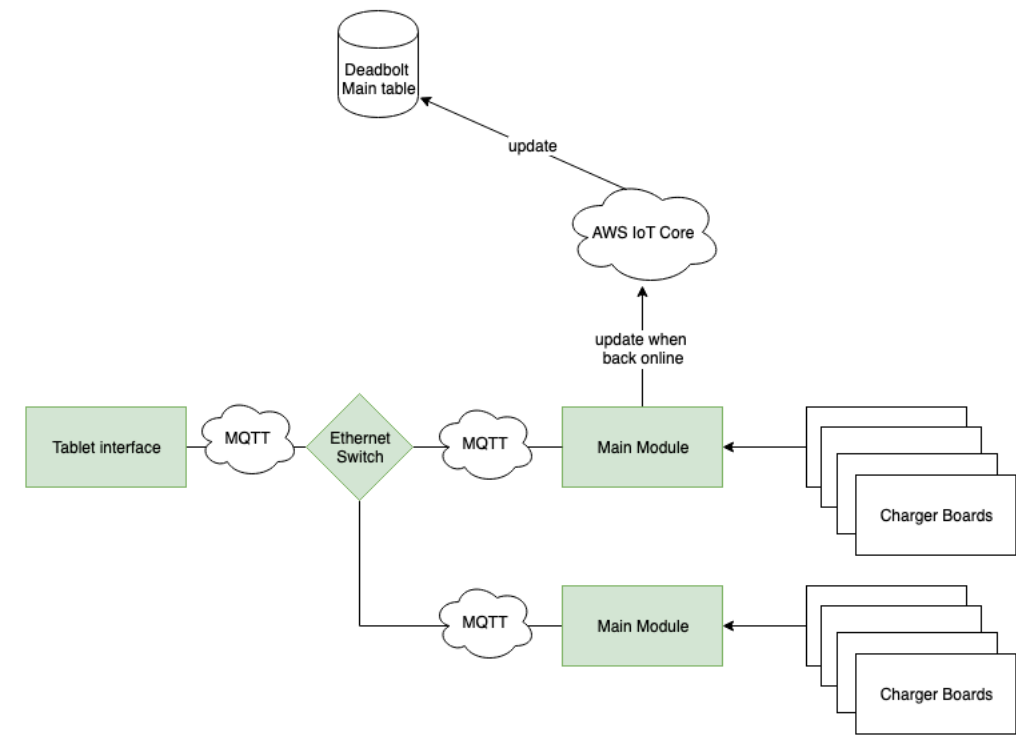 Deadbolt
Main table
update
AWS IoT Core
update when
back online
Tablet interface
MQTT
Ethernet
Switch
MQTT
Main Module
Charger Boards
MQTT
Main Module
Charger Boards